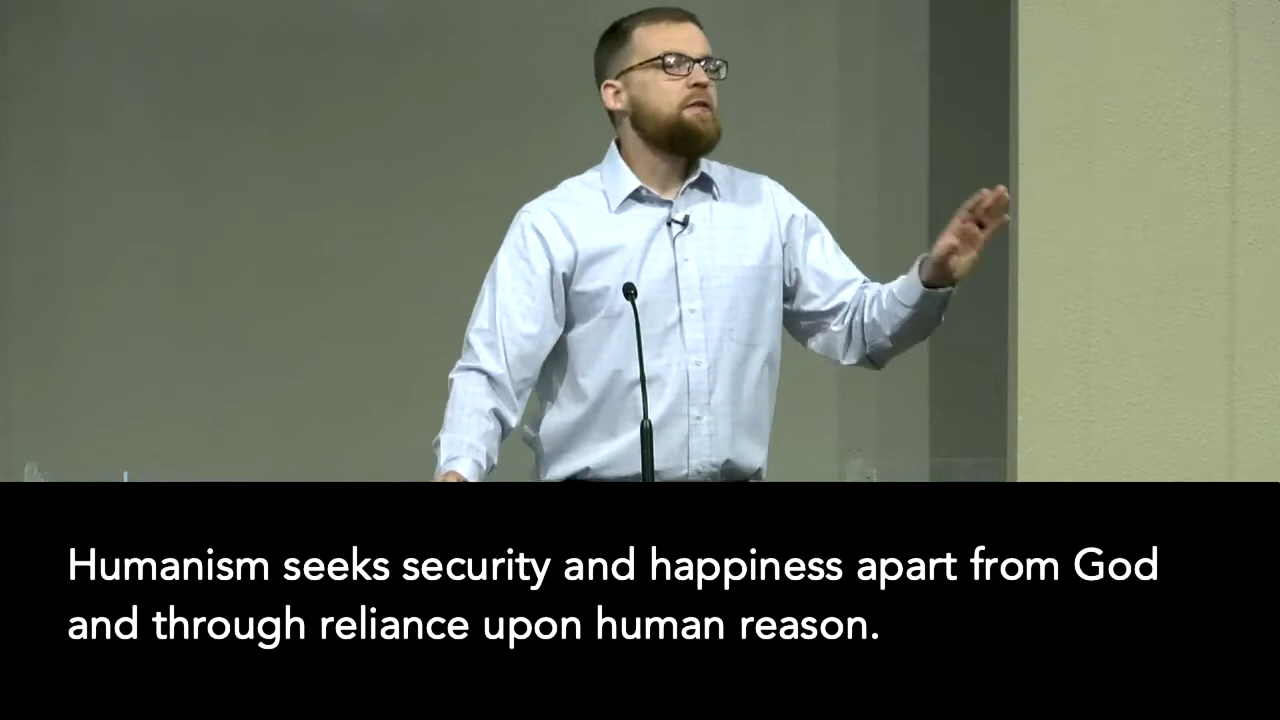 Humanism seeks security and happiness apart from God
and through reliance upon human reason.